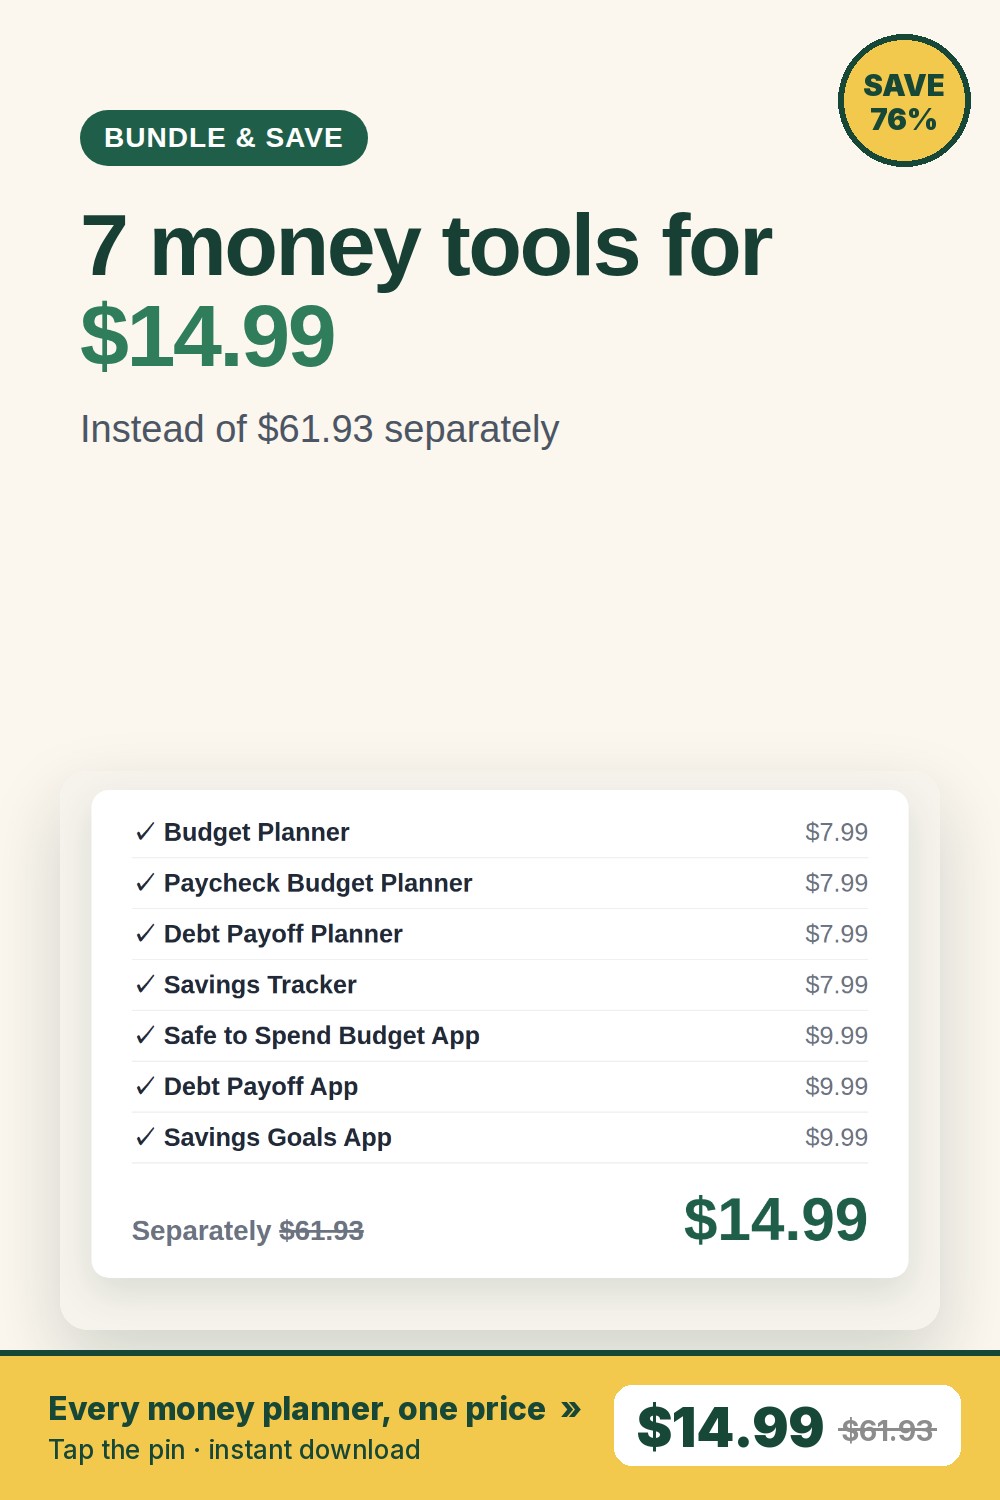 SAVE
76%
BUNDLE & SAVE
7 money tools for
$14.99
Instead of $61.93 separately
✓ Budget Planner $7.99
✓ Paycheck Budget Planner $7.99
✓ Debt Payoff Planner $7.99
✓ Savings Tracker $7.99
✓ Safe to Spend Budget App $9.99
✓ Debt Payoff App $9.99
✓ Savings Goals App $9.99
Separately $61.93 $14.99
Every money planner, one price »
Tap the pin · instant download
$14.99 $61.93